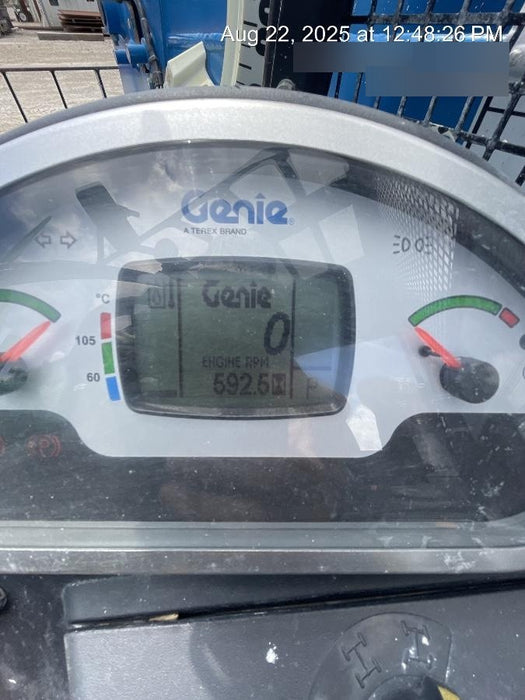 Aug 22, 2025 at 12:48:26 PM
Genie
A TEREX BRAND
°C
105
60
Genie
0
ENGINE RPM
592.5
P